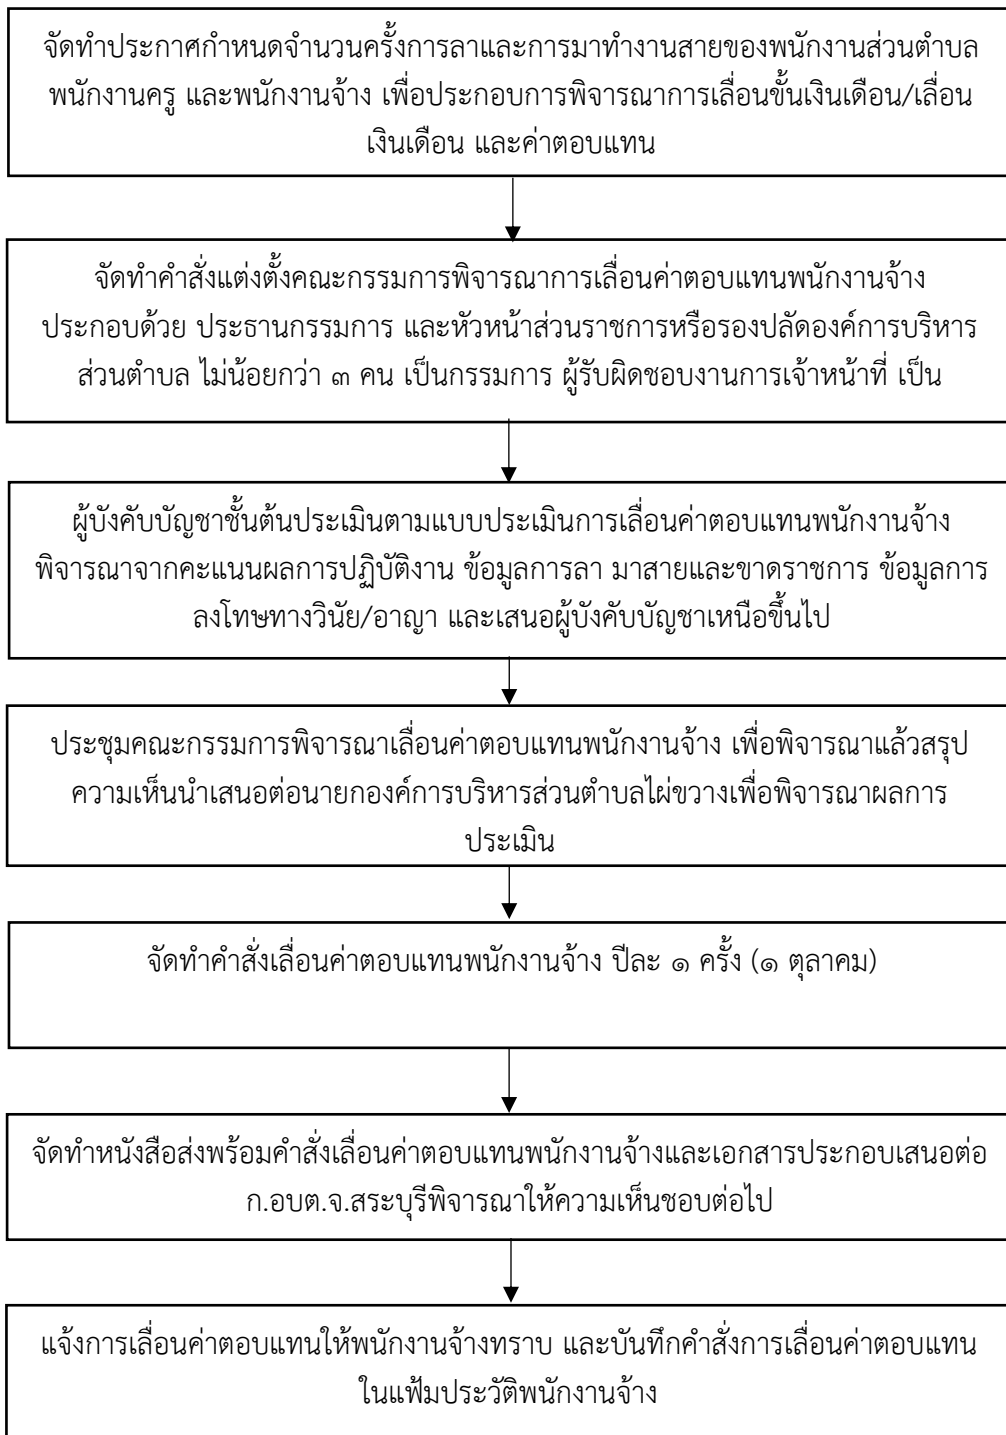 จัดทำประกาศกำหนดจำนวนครั้งการลาและการมาทำงานสายของพนักงานส่วนตำบล
พนักงานครู และพนักงานจ้าง เพื่อประกอบการพิจารณาการเลื่อนขั้นเงินเดือน/เลื่อน
เงินเดือน และค่าตอบแทน
จัดทำคำสั่งแต่งตั้งคณะกรรมการพิจารณาการเลื่อนค่าตอบแทนพนักงานจ้าง
ประกอบด้วย ประธานกรรมการ และหัวหน้าส่วนราชการหรือรองปลัดองค์การบริหาร
ส่วนตำบล ไม่น้อยกว่า ๓ คน เป็นกรรมการ ผู้รับผิดชอบงานการเจ้าหน้าที่ เป็น
ผู้บังคับบัญชาชั้นต้นประเมินตามแบบประเมินการเลื่อนค่าตอบแทนพนักงานจ้าง
พิจารณาจากคะแนนผลการปฏิบัติงาน ข้อมูลการลา มาสายและขาดราชการ ข้อมูลการ
ลงโทษทางวินัย/อาญา และเสนอผู้บังคับบัญชาเหนือขึ้นไป
ประชุมคณะกรรมการพิจารณาเลื่อนค่าตอบแทนพนักงานจ้าง เพื่อพิจารณาแล้วสรุป
ความเห็นนำเสนอต่อนายกองค์การบริหารส่วนตำบลไผ่ขวางเพื่อพิจารณาผลการ
ประเมิน
จัดทำคำสั่งเลื่อนค่าตอบแทนพนักงานจ้าง ปีละ ๑ ครั้ง (๑ ตุลาคม)
จัดทำหนังสือส่งพร้อมคำสั่งเลื่อนค่าตอบแทนพนักงานจ้างและเอกสารประกอบเสนอต่อ
ก.อบต.จ.สระบุรีพิจารณาให้ความเห็นชอบต่อไป
แจ้งการเลื่อนค่าตอบแทนให้พนักงานจ้างทราบ และบันทึกคำสั่งการเลื่อนค่าตอบแทน
ในแฟ้มประวัติพนักงานจ้าง